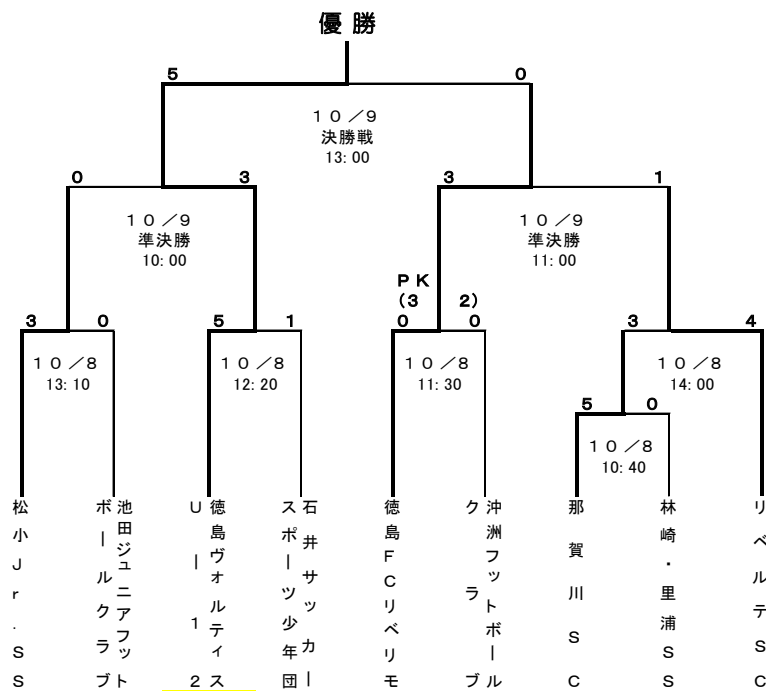 優勝
5 0
10/9
決勝戦
13:00
0 3 3 1
10/9
準決勝
10:00
10/9
準決勝
11:00
PK
(3 2)
3 0 5 1 0 0 3 4
10/8
13:10
10/8
12:20
10/8
11:30
10/8
14:00
5 0
10/8
10:40
松小Jr.SS
池田ジュニアフット
ボールクラブ
徳島ヴォルティス
U-12
石井サッカー
スポーツ少年団
徳島FCリベリモ
沖洲フットボール
クラブ
那賀川SC
林崎・里浦SS
リベルテSC